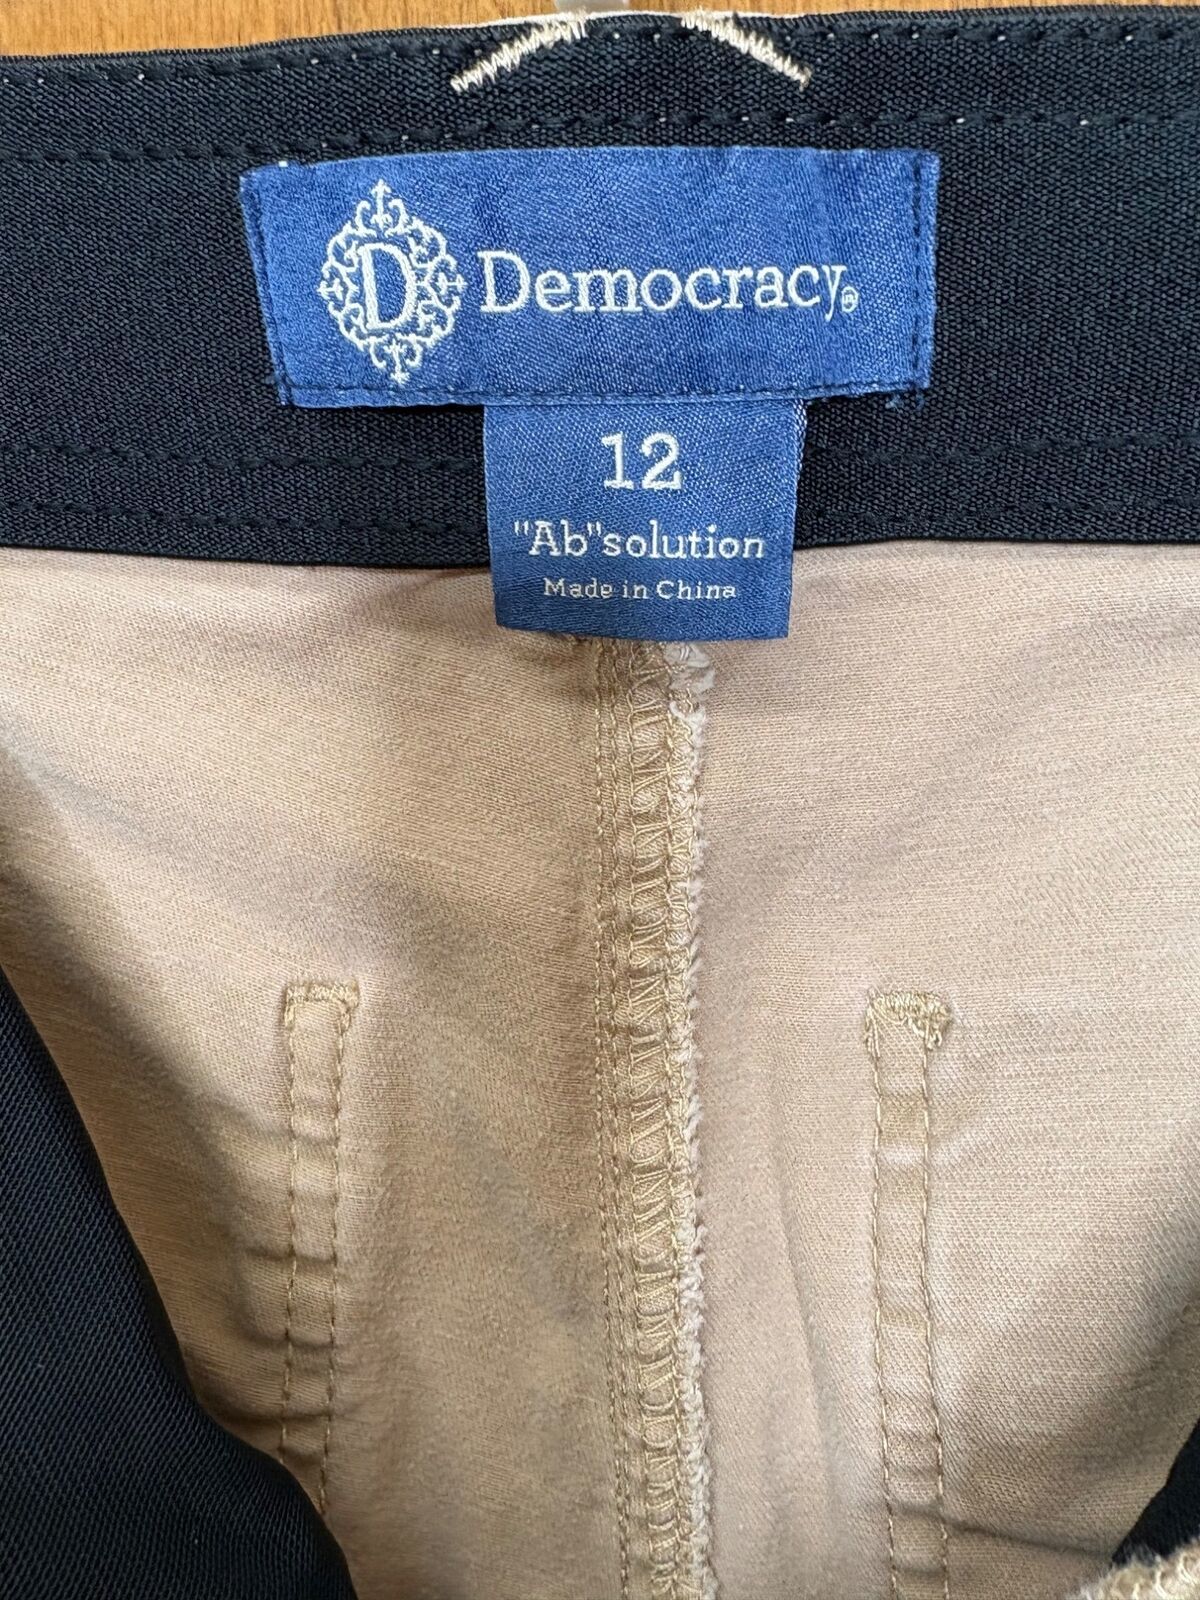 D Democracy®
12
"Ab"solution
Made in China